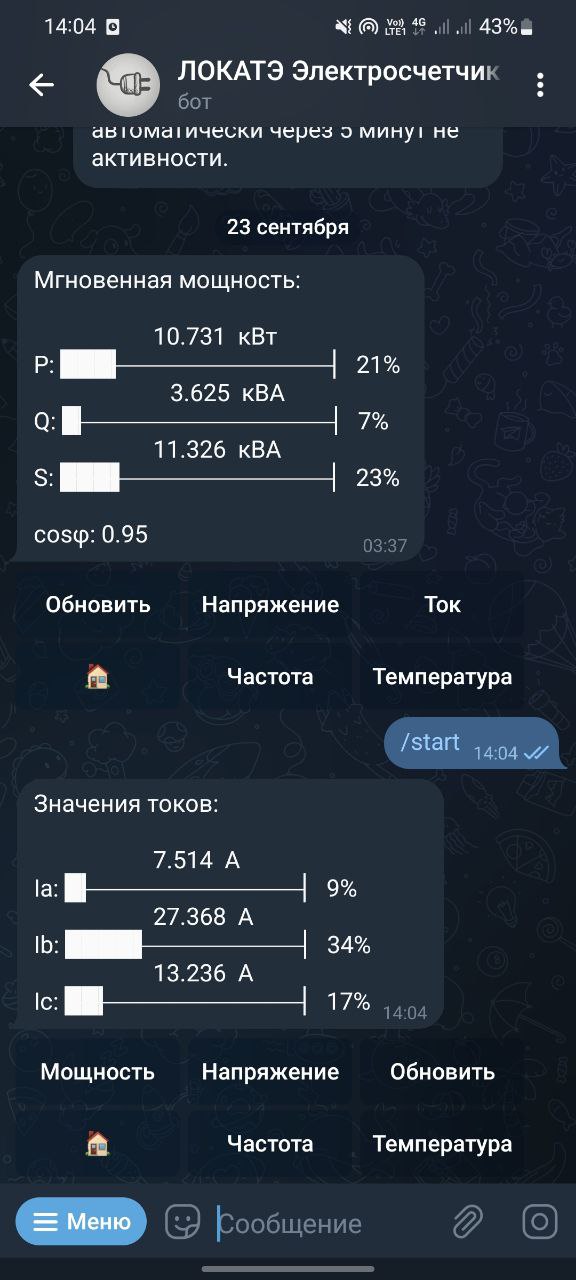 14:04
Vo)) LTE1 4G 43%
ЛОКАТЭ Электросчетчик
бот
автоматически через 5 минут не
активности.
23 сентября
Мгновенная мощность:
10.731 кВт
P: 21%
3.625 кВА
Q: 7%
11.326 кВА
S: 23%
cosφ: 0.95
03:37
Обновить Напряжение Ток
Частота Температура
/start 14:04
Значения токов:
7.514 А
Ia: 9%
27.368 А
Ib: 34%
13.236 А
Ic: 17%
14:04
Мощность Напряжение Обновить
Частота Температура
Меню Сообщение